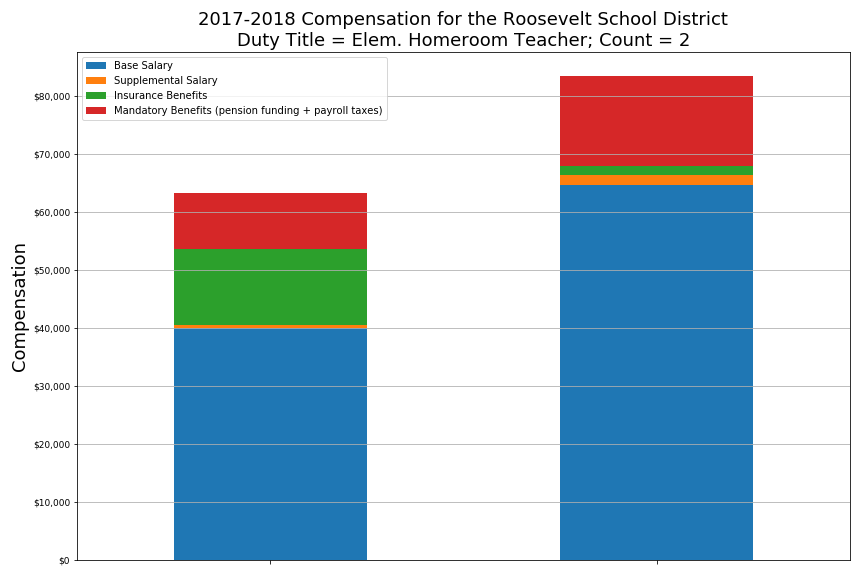 2017-2018 Compensation for the Roosevelt School District
Duty Title = Elem. Homeroom Teacher; Count = 2
Base Salary
Supplemental Salary
Insurance Benefits
Mandatory Benefits (pension funding + payroll taxes)
$80,000
$70,000
$60,000
$50,000
$40,000
$30,000
$20,000
$10,000
$0
Compensation